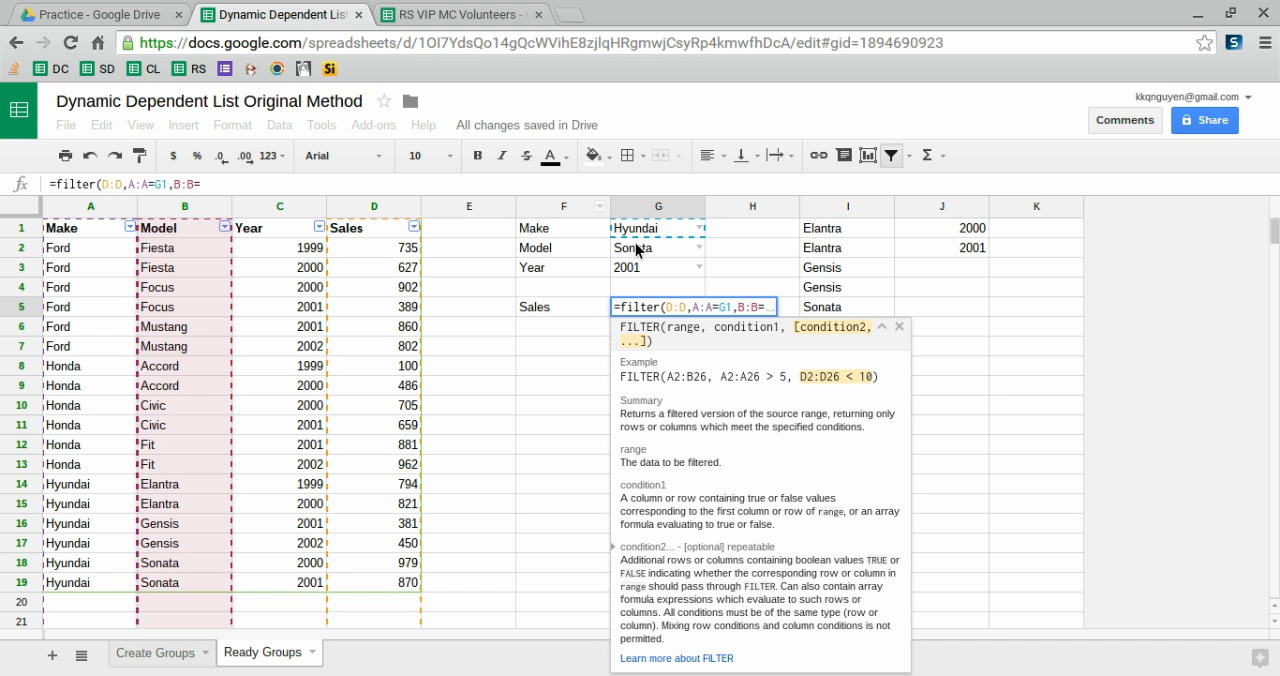 Practice - Google Drive × Dynamic Dependent List × RS VIP MC Volunteers - ×
https://docs.google.com/spreadsheets/d/1OI7YdsQo14gQcWVihE8zjlqHRgmwjCsyRp4kmwfhDcA/edit#gid=1894690923
DC SD CL RS Si
Dynamic Dependent List Original Method
kkqnguyen@gmail.com
File Edit View Insert Format Data Tools Add-ons Help All changes saved in Drive
Comments Share
$ % .0 .00 123 Arial 10 B I S A Σ
fx =filter(D:D,A:A=G1,B:B=
A B C D E F G H I J K
1 Make Model Year Sales Make Hyundai Elantra 2000
2 Ford Fiesta 1999 735 Model Sonata Elantra 2001
3 Ford Fiesta 2000 627 Year 2001 Gensis
4 Ford Focus 2000 902 Gensis
5 Ford Focus 2001 389 Sales =filter(D:D,A:A=G1,B:B=... Sonata
6 Ford Mustang 2001 860
7 Ford Mustang 2002 802
8 Honda Accord 1999 100
9 Honda Accord 2000 486
10 Honda Civic 2000 705
11 Honda Civic 2001 659
12 Honda Fit 2001 881
13 Honda Fit 2002 962
14 Hyundai Elantra 1999 794
15 Hyundai Elantra 2000 821
16 Hyundai Gensis 2001 381
17 Hyundai Gensis 2002 450
18 Hyundai Sonata 2000 979
19 Hyundai Sonata 2001 870
20
21
FILTER(range, condition1, [condition2,
...])
Example
FILTER(A2:B26, A2:A26 > 5, D2:D26 < 10)
Summary
Returns a filtered version of the source range, returning only
rows or columns which meet the specified conditions.
range
The data to be filtered.
condition1
A column or row containing true or false values
corresponding to the first column or row of range, or an array
formula evaluating to true or false.
condition2... - [optional] repeatable
Additional rows or columns containing boolean values TRUE or
FALSE indicating whether the corresponding row or column in
range should pass through FILTER. Can also contain array
formula expressions which evaluate to such rows or
columns. All conditions must be of the same type (row or
column). Mixing row conditions and column conditions is not
permitted.
Learn more about FILTER
Create Groups Ready Groups